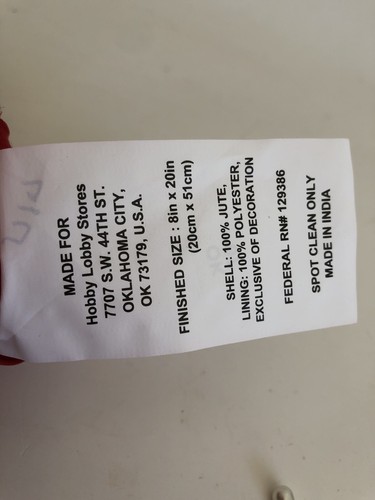 MADE FOR
Hobby Lobby Stores
7707 S.W. 44TH ST.
OKLAHOMA CITY,
OK 73179, U.S.A.
FINISHED SIZE : 8in x 20in
(20cm x 51cm)
SHELL: 100% JUTE,
LINING: 100% POLYESTER,
EXCLUSIVE OF DECORATION
FEDERAL RN# 129386
SPOT CLEAN ONLY
MADE IN INDIA